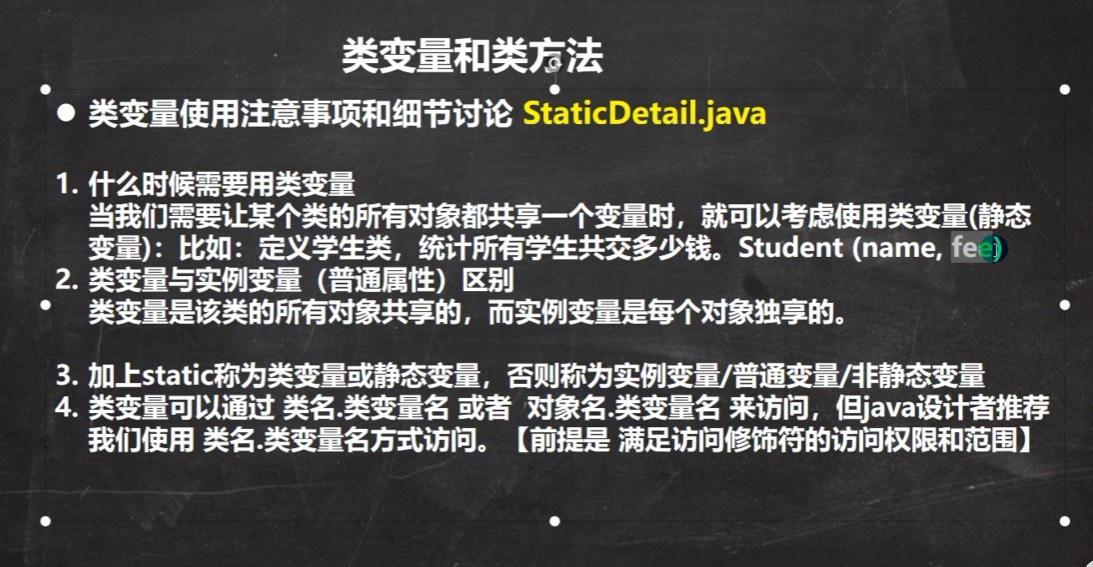 类变量和类方法
● 类变量使用注意事项和细节讨论 StaticDetail.java
1. 什么时候需要用类变量
当我们需要让某个类的所有对象都共享一个变量时，就可以考虑使用类变量(静态
变量)：比如：定义学生类，统计所有学生共交多少钱。Student (name, fee)
2. 类变量与实例变量（普通属性）区别
类变量是该类的所有对象共享的，而实例变量是每个对象独享的。
3. 加上static称为类变量或静态变量，否则称为实例变量/普通变量/非静态变量
4. 类变量可以通过 类名.类变量名 或者 对象名.类变量名 来访问，但java设计者推荐
我们使用 类名.类变量名方式访问。【前提是 满足访问修饰符的访问权限和范围】